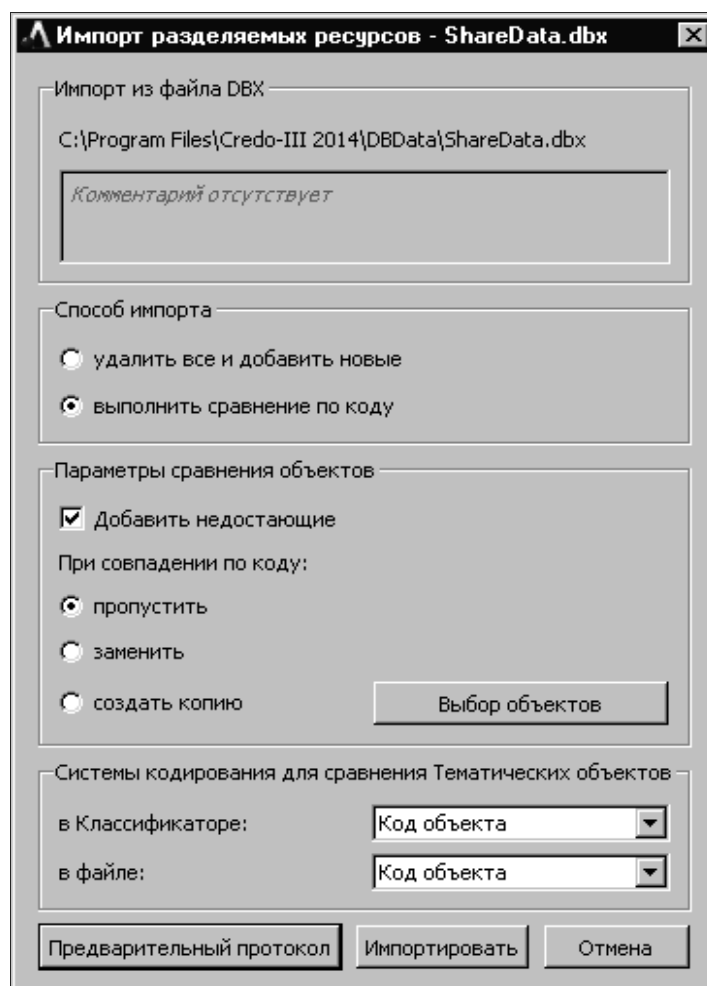 Импорт разделяемых ресурсов - ShareData.dbx
Импорт из файла DBX
C:\Program Files\Credo-III 2014\DBData\ShareData.dbx
Комментарий отсутствует
Способ импорта
удалить все и добавить новые
выполнить сравнение по коду
Параметры сравнения объектов
Добавить недостающие
При совпадении по коду:
пропустить
заменить
создать копию
Выбор объектов
Системы кодирования для сравнения Тематических объектов
в Классификаторе:
Код объекта
в файле:
Код объекта
Предварительный протокол
Импортировать
Отмена